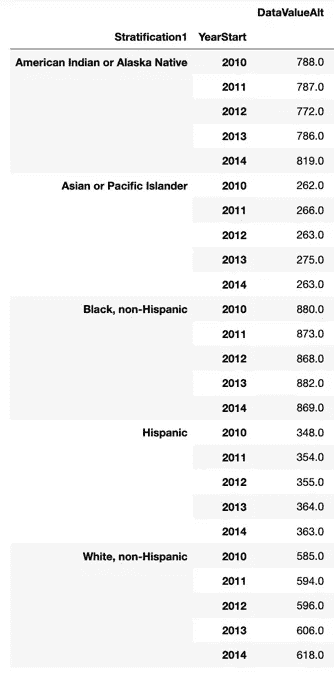 DataValueAlt
Stratification1 YearStart
American Indian or Alaska Native 2010 788.0
2011 787.0
2012 772.0
2013 786.0
2014 819.0
Asian or Pacific Islander 2010 262.0
2011 266.0
2012 263.0
2013 275.0
2014 263.0
Black, non-Hispanic 2010 880.0
2011 873.0
2012 868.0
2013 882.0
2014 869.0
Hispanic 2010 348.0
2011 354.0
2012 355.0
2013 364.0
2014 363.0
White, non-Hispanic 2010 585.0
2011 594.0
2012 596.0
2013 606.0
2014 618.0